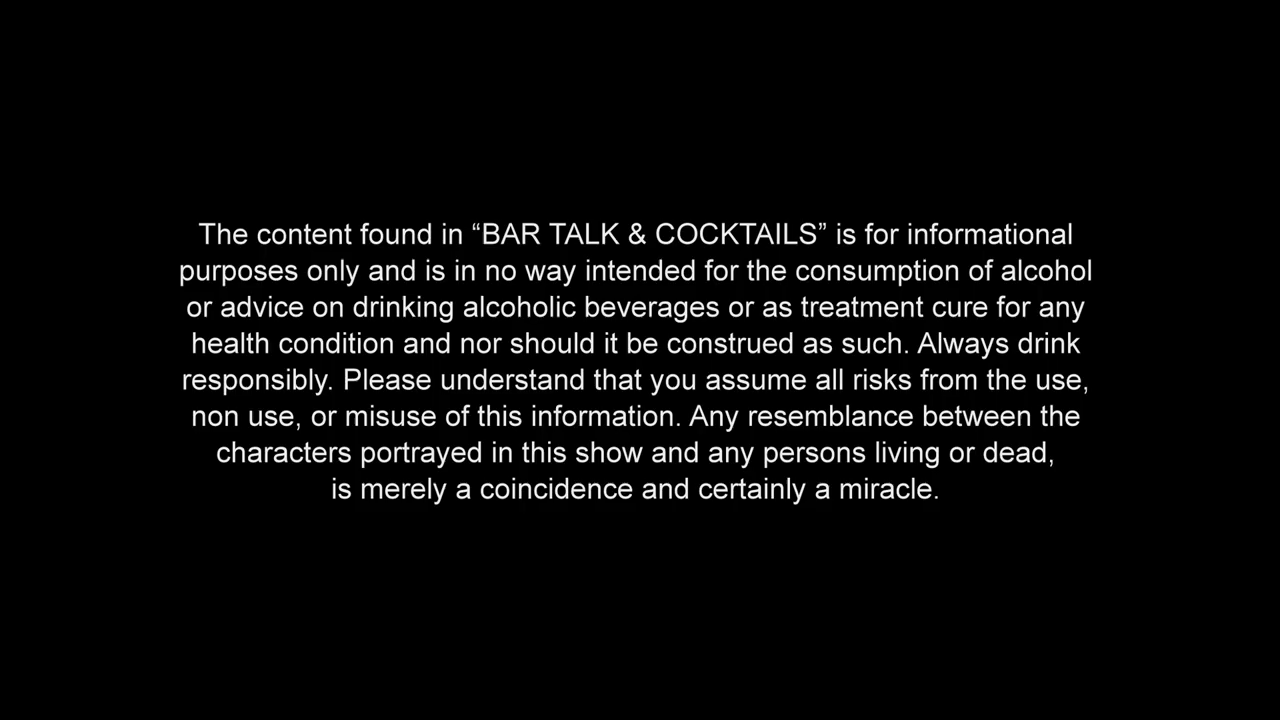 The content found in “BAR TALK & COCKTAILS” is for informational
purposes only and is in no way intended for the consumption of alcohol
or advice on drinking alcoholic beverages or as treatment cure for any
health condition and nor should it be construed as such. Always drink
responsibly. Please understand that you assume all risks from the use,
non use, or misuse of this information. Any resemblance between the
characters portrayed in this show and any persons living or dead,
is merely a coincidence and certainly a miracle.